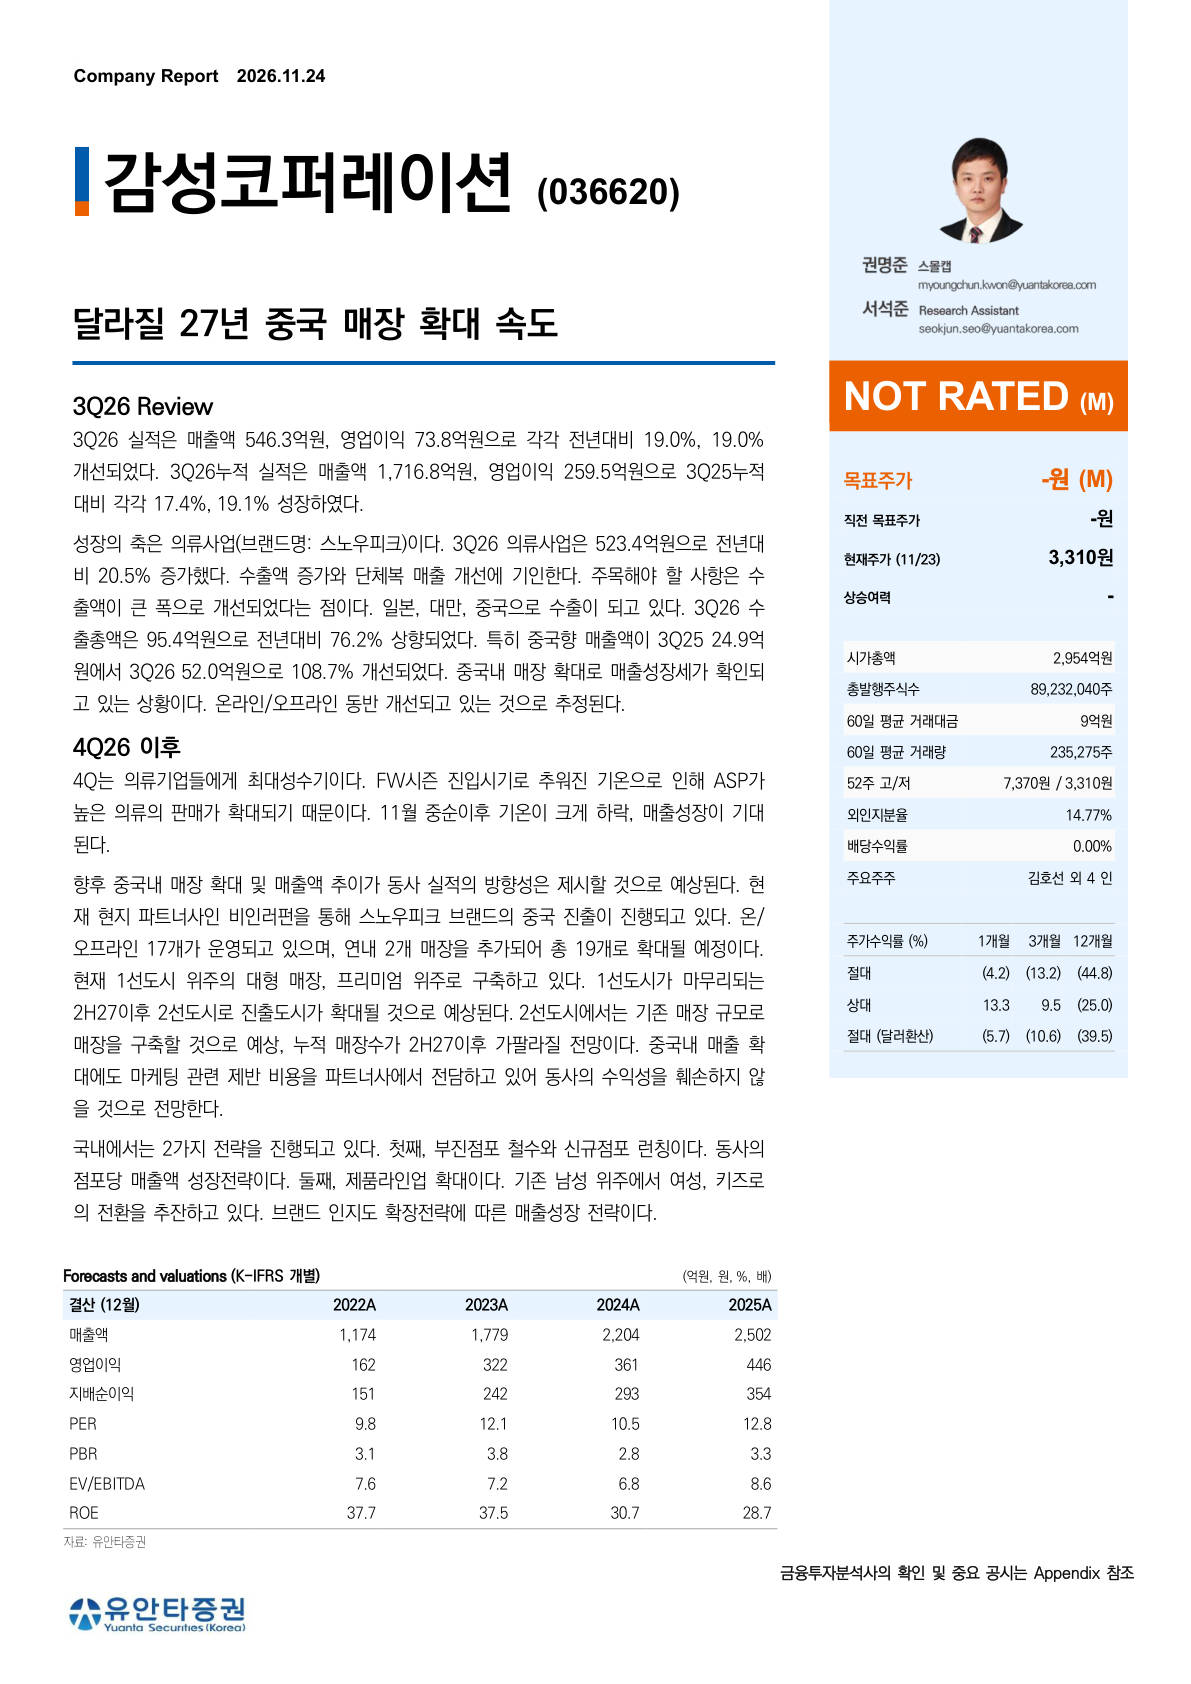 Company Report 2026.11.24
감성코퍼레이션 (036620)
달라질 27년 중국 매장 확대 속도
3Q26 Review
3Q26 실적은 매출액 546.3억원, 영업이익 73.8억원으로 각각 전년대비 19.0%, 19.0%
개선되었다. 3Q26누적 실적은 매출액 1,716.8억원, 영업이익 259.5억원으로 3Q25누적
대비 각각 17.4%, 19.1% 성장하였다.
성장의 축은 의류사업(브랜드명: 스노우피크)이다. 3Q26 의류사업은 523.4억원으로 전년대
비 20.5% 증가했다. 수출액 증가와 단체복 매출 개선에 기인한다. 주목해야 할 사항은 수
출액이 큰 폭으로 개선되었다는 점이다. 일본, 대만, 중국으로 수출이 되고 있다. 3Q26 수
출총액은 95.4억원으로 전년대비 76.2% 상향되었다. 특히 중국향 매출액이 3Q25 24.9억
원에서 3Q26 52.0억원으로 108.7% 개선되었다. 중국내 매장 확대로 매출성장세가 확인되
고 있는 상황이다. 온라인/오프라인 동반 개선되고 있는 것으로 추정된다.
4Q26 이후
4Q는 의류기업들에게 최대성수기이다. FW시즌 진입시기로 추워진 기온으로 인해 ASP가
높은 의류의 판매가 확대되기 때문이다. 11월 중순이후 기온이 크게 하락, 매출성장이 기대
된다.
향후 중국내 매장 확대 및 매출액 추이가 동사 실적의 방향성은 제시할 것으로 예상된다. 현
재 현지 파트너사인 비인러펀을 통해 스노우피크 브랜드의 중국 진출이 진행되고 있다. 온/
오프라인 17개가 운영되고 있으며, 연내 2개 매장을 추가되어 총 19개로 확대될 예정이다.
현재 1선도시 위주의 대형 매장, 프리미엄 위주로 구축하고 있다. 1선도시가 마무리되는
2H27이후 2선도시로 진출도시가 확대될 것으로 예상된다. 2선도시에서는 기존 매장 규모로
매장을 구축할 것으로 예상, 누적 매장수가 2H27이후 가팔라질 전망이다. 중국내 매출 확
대에도 마케팅 관련 제반 비용을 파트너사에서 전담하고 있어 동사의 수익성을 훼손하지 않
을 것으로 전망한다.
국내에서는 2가지 전략을 진행되고 있다. 첫째, 부진점포 철수와 신규점포 런칭이다. 동사의
점포당 매출액 성장전략이다. 둘째, 제품라인업 확대이다. 기존 남성 위주에서 여성, 키즈로
의 전환을 추잔하고 있다. 브랜드 인지도 확장전략에 따른 매출성장 전략이다.
권명준 스몰캡
myoungchun.kwon@yuantakorea.com
서석준 Research Assistant
seokjun.seo@yuantakorea.com
NOT RATED (M)
목표주가 -원 (M)
직전 목표주가 -원
현재주가 (11/23) 3,310원
상승여력 -
시가총액 2,954억원
총발행주식수 89,232,040주
60일 평균 거래대금 9억원
60일 평균 거래량 235,275주
52주 고/저 7,370원 / 3,310원
외인지분율 14.77%
배당수익률 0.00%
주요주주 김호선 외 4 인
주가수익률 (%) 1개월 3개월 12개월
절대 (4.2) (13.2) (44.8)
상대 13.3 9.5 (25.0)
절대 (달러환산) (5.7) (10.6) (39.5)
Forecasts and valuations (K-IFRS 개별) (억원, 원, %, 배)
결산 (12월) 2022A 2023A 2024A 2025A
매출액 1,174 1,779 2,204 2,502
영업이익 162 322 361 446
지배순이익 151 242 293 354
PER 9.8 12.1 10.5 12.8
PBR 3.1 3.8 2.8 3.3
EV/EBITDA 7.6 7.2 6.8 8.6
ROE 37.7 37.5 30.7 28.7
자료: 유안타증권
금융투자분석사의 확인 및 중요 공시는 Appendix 참조
유안타증권
Yuanta Securities (Korea)